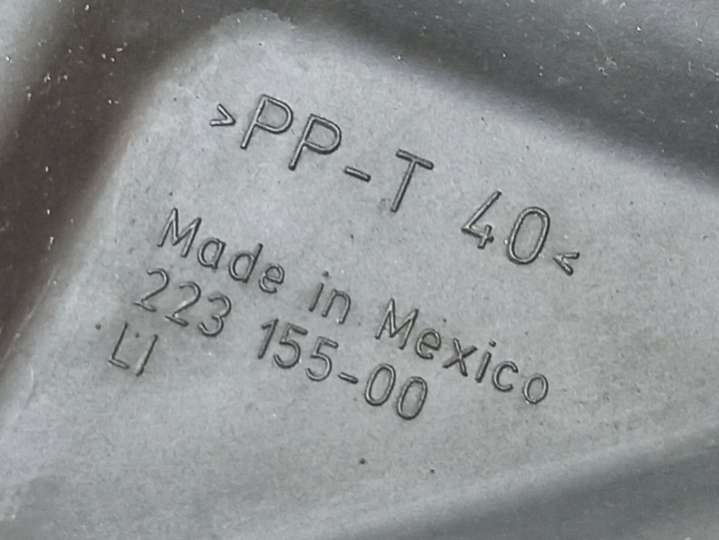 >PP-T 40<
Made in Mexico
223 155-00
LI